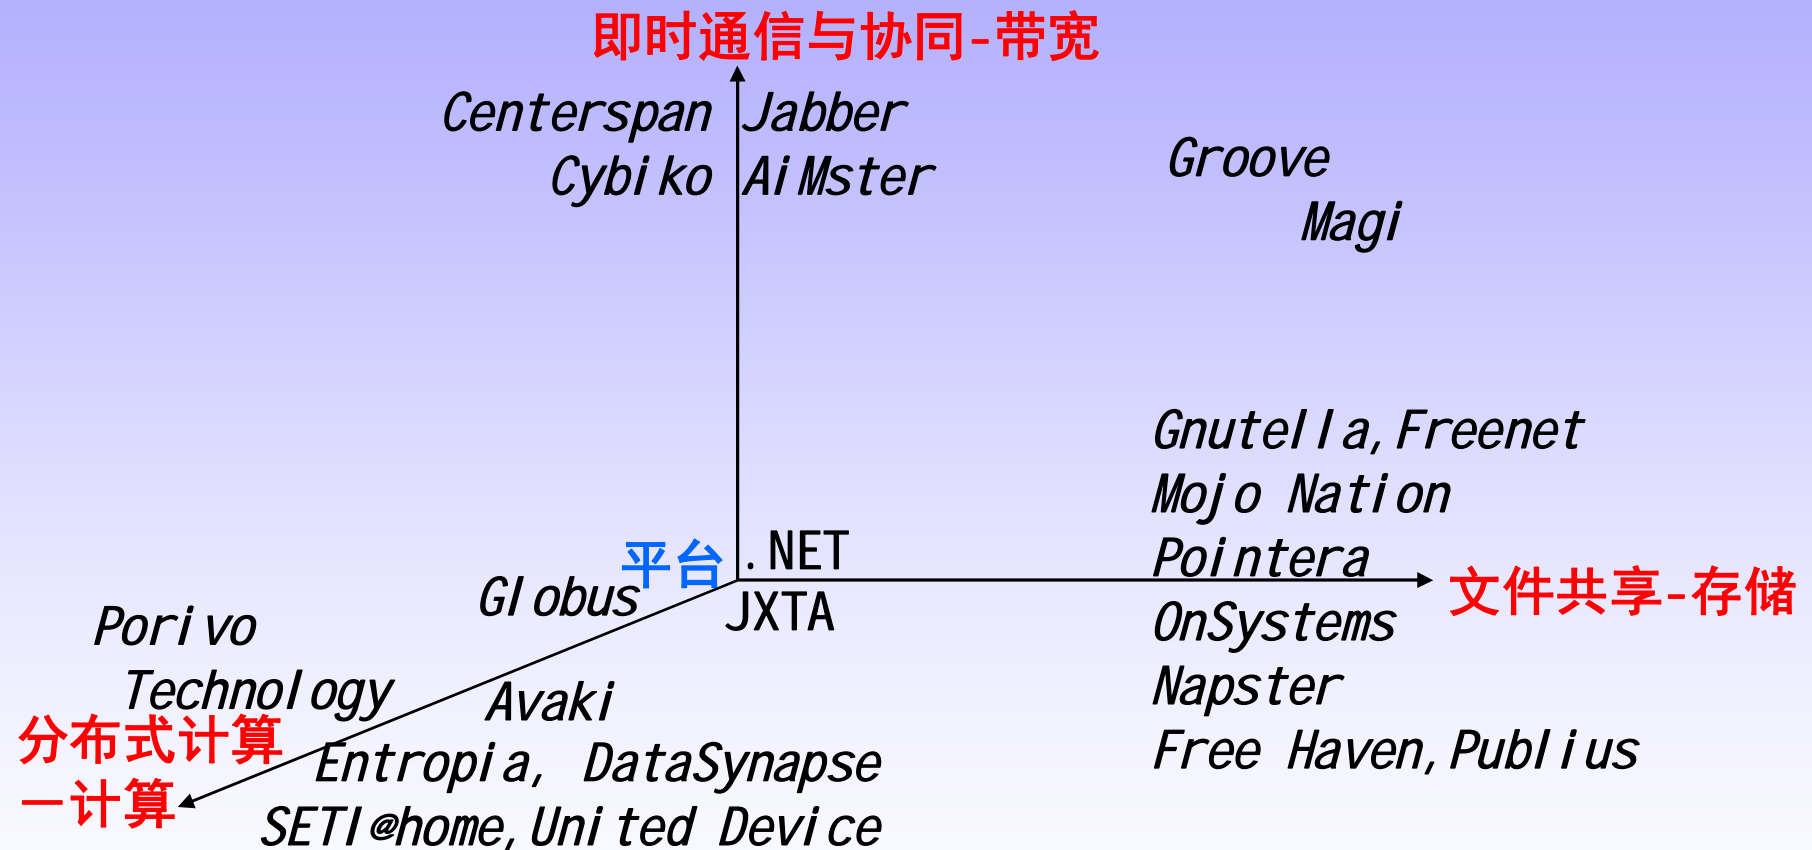 即时通信与协同-带宽
Centerspan Jabber
Cybiko AiMster
Groove
Magi
Gnutella,Freenet
Mojo Nation
Pointera
OnSystems
Napster
Free Haven,Publius
文件共享-存储
平台 .NET
JXTA
Globus
Porivo
Technology
Avaki
Entropia, DataSynapse
SETI@home,United Device
分布式计算
－计算